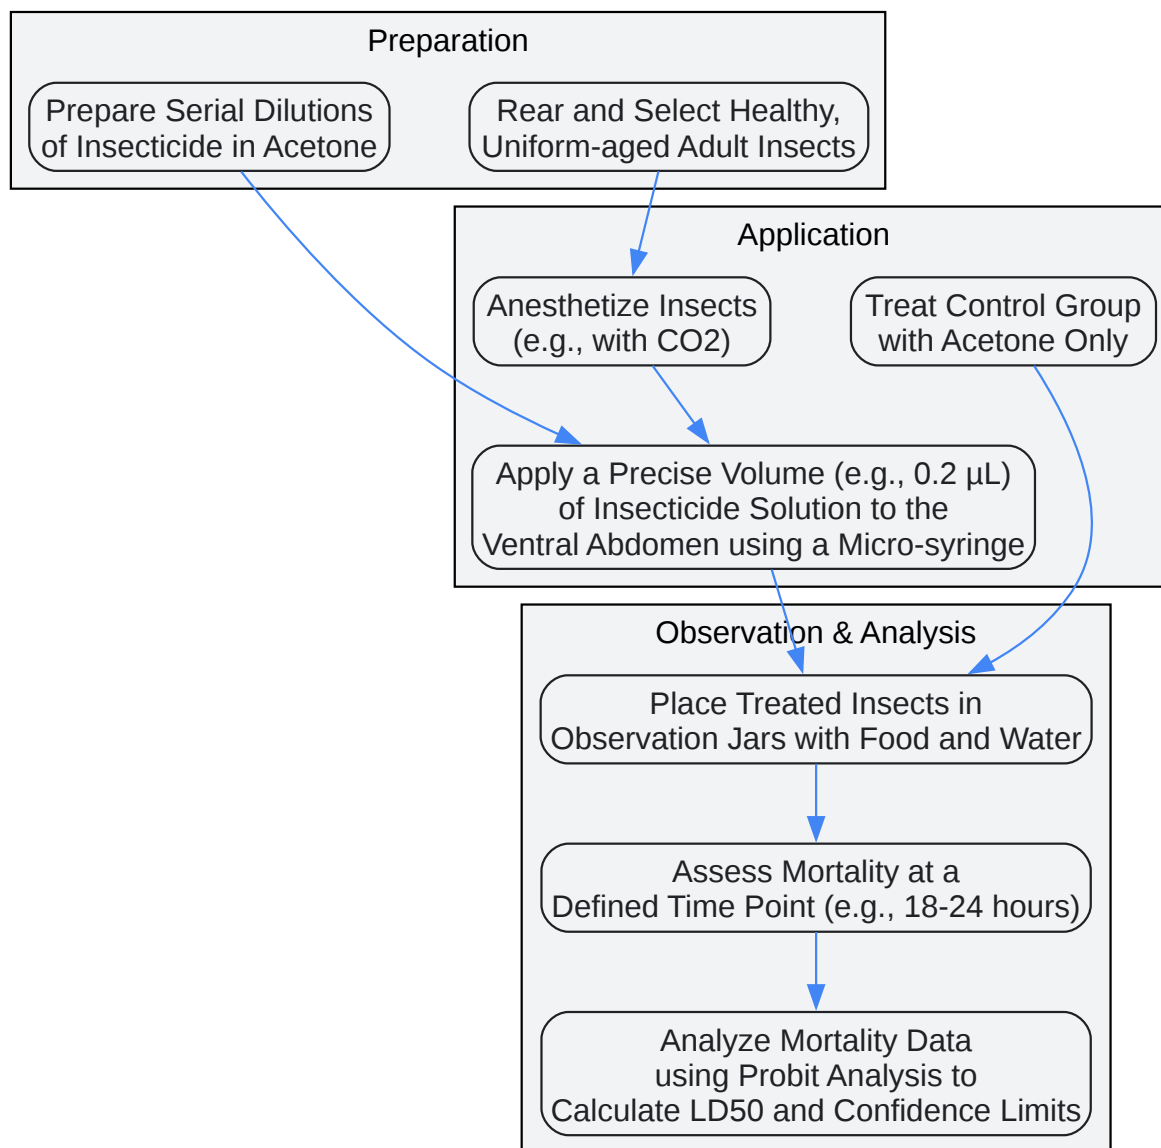 Preparation
Prepare Serial Dilutions
of Insecticide in Acetone
Rear and Select Healthy,
Uniform-aged Adult Insects
Application
Anesthetize Insects
(e.g., with CO2)
Treat Control Group
with Acetone Only
Apply a Precise Volume (e.g., 0.2 µL)
of Insecticide Solution to the
Ventral Abdomen using a Micro-syringe
Observation & Analysis
Place Treated Insects in
Observation Jars with Food and Water
Assess Mortality at a
Defined Time Point (e.g., 18-24 hours)
Analyze Mortality Data
using Probit Analysis to
Calculate LD50 and Confidence Limits